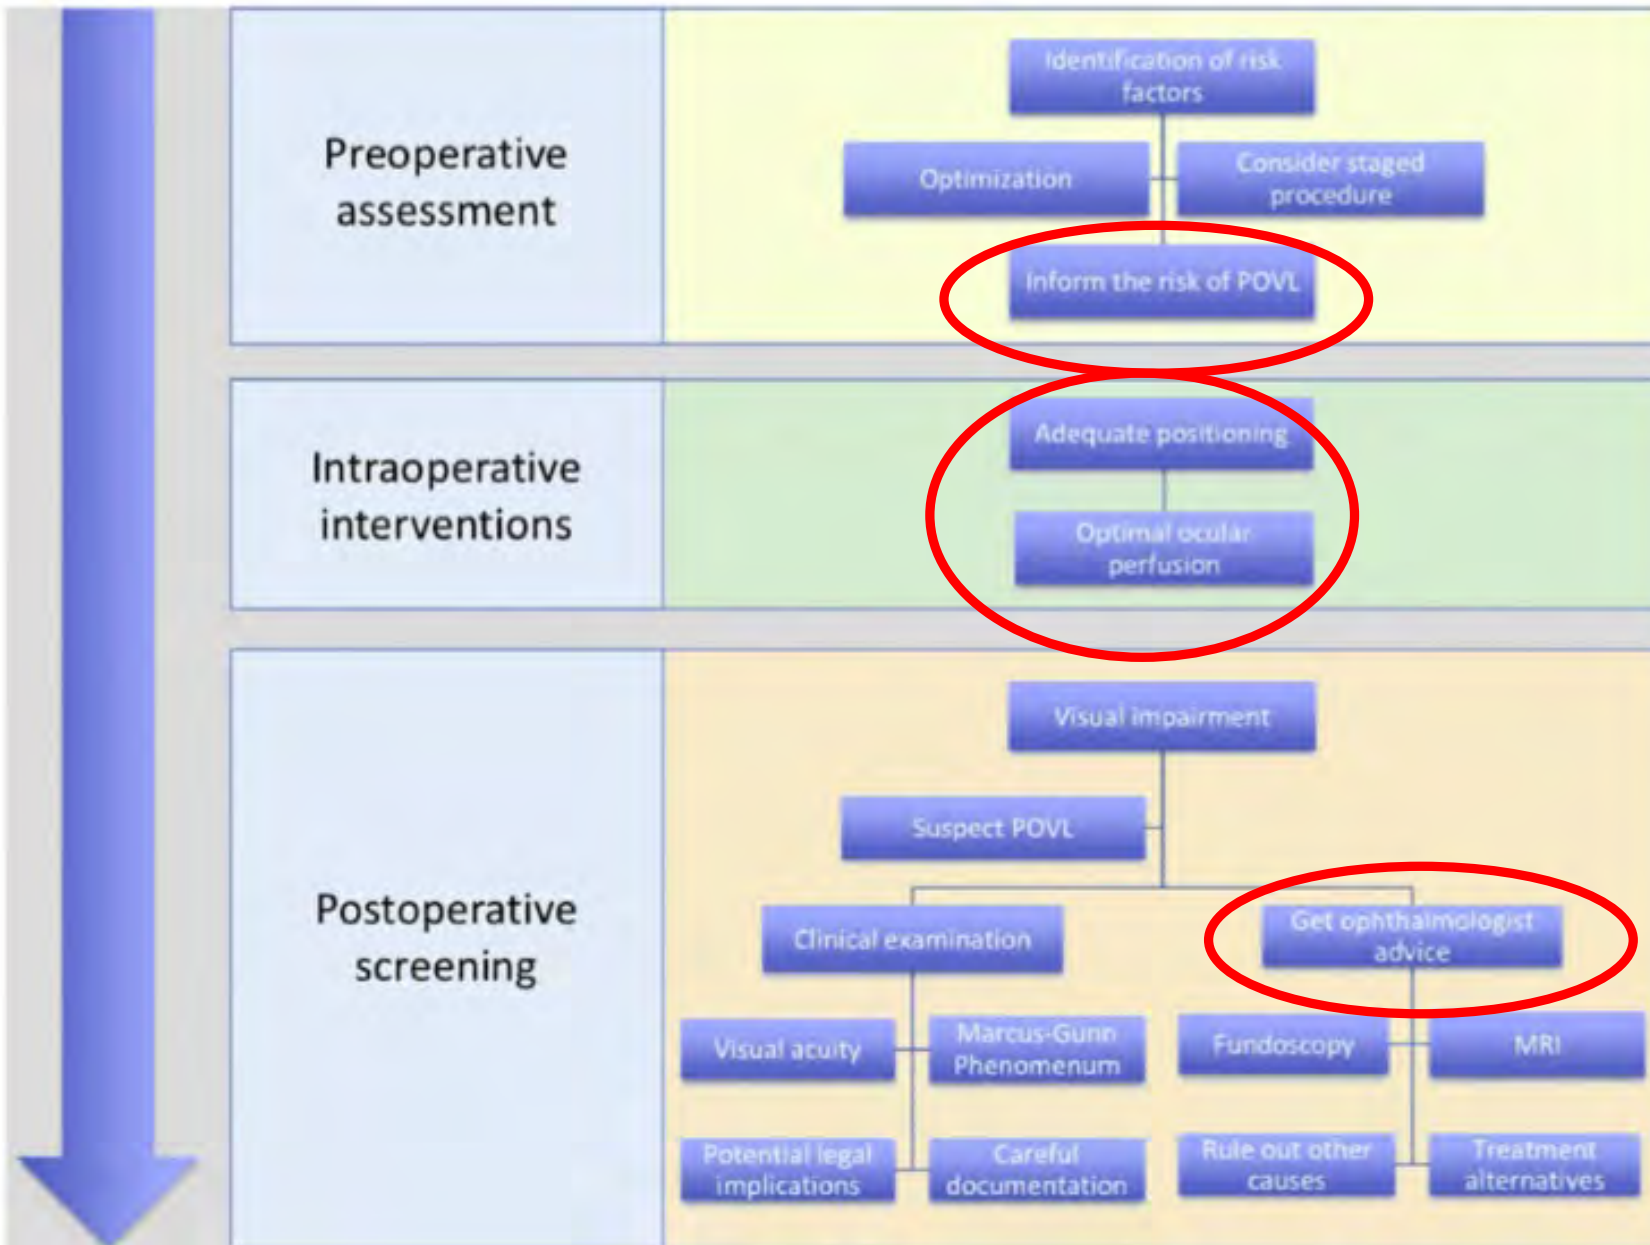 Preoperative
assessment
Identification of risk
factors
Optimization
Consider staged
procedure
Inform the risk of POVL
Intraoperative
interventions
Adequate positioning
Optimal ocular
perfusion
Postoperative
screening
Visual impairment
Suspect POVL
Clinical examination
Get ophthalmologist
advice
Visual acuity
Marcus-Gunn
Phenomenum
Fundoscopy
MRI
Potential legal
implications
Careful
documentation
Rule out other
causes
Treatment
alternatives